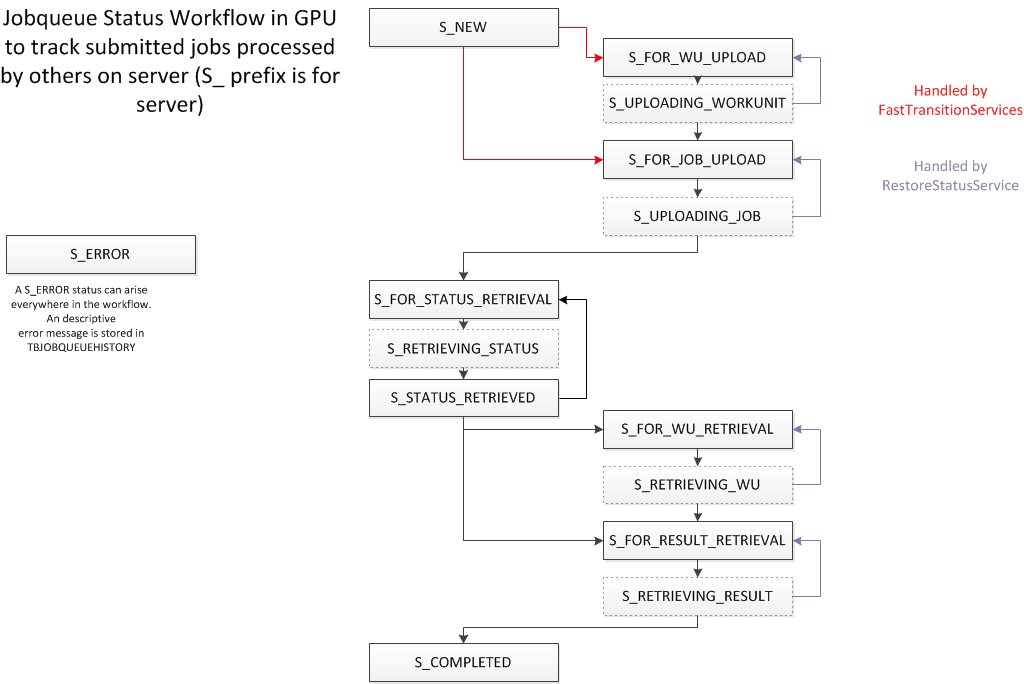 Jobqueue Status Workflow in GPU
to track submitted jobs processed
by others on server (S_ prefix is for
server)
S_NEW
S_FOR_WU_UPLOAD
S_UPLOADING_WORKUNIT
Handled by
FastTransitionServices
S_FOR_JOB_UPLOAD
Handled by
RestoreStatusService
S_UPLOADING_JOB
S_ERROR
A S_ERROR status can arise
everywhere in the workflow.
An descriptive
error message is stored in
TBJOBQUEUEHISTORY
S_FOR_STATUS_RETRIEVAL
S_RETRIEVING_STATUS
S_STATUS_RETRIEVED
S_FOR_WU_RETRIEVAL
S_RETRIEVING_WU
S_FOR_RESULT_RETRIEVAL
S_RETRIEVING_RESULT
S_COMPLETED